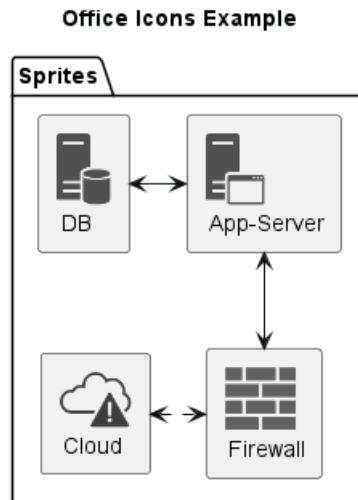 Office Icons Example
Sprites
DB
App-Server
Cloud
Firewall